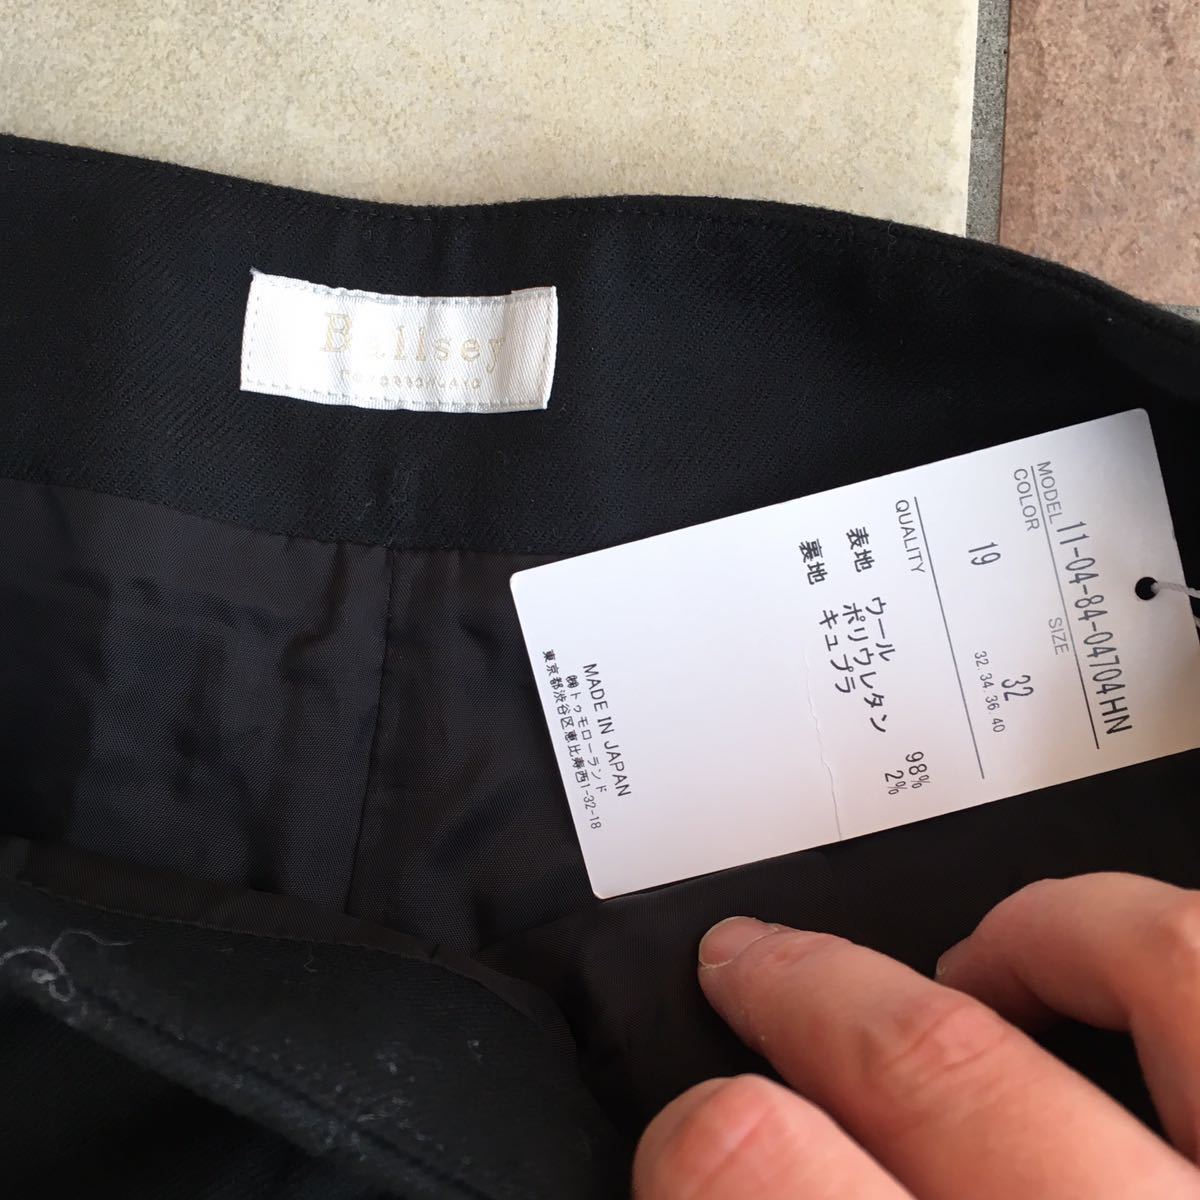 Ballsey
TOMORROWLAND
MODEL 11-04-84-04704HN
COLOR SIZE
19 32
32, 34, 36, 40
QUALITY
表地 ウール 98%
ポリウレタン 2%
裏地 キュプラ
MADE IN JAPAN
㈱トゥモローランド
東京都渋谷区恵比寿西1-32-18